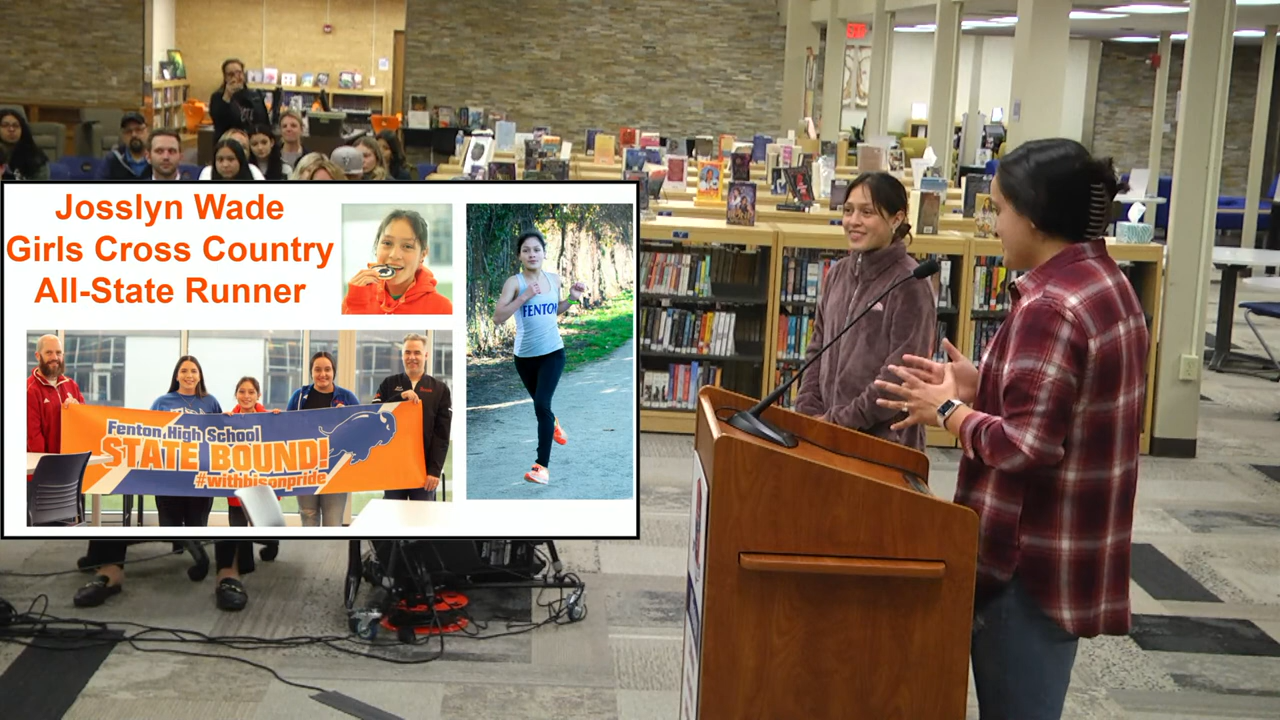 Josslyn Wade
Girls Cross Country
All-State Runner
Fenton High School
STATE BOUND!
#withbisonpride
FENTON